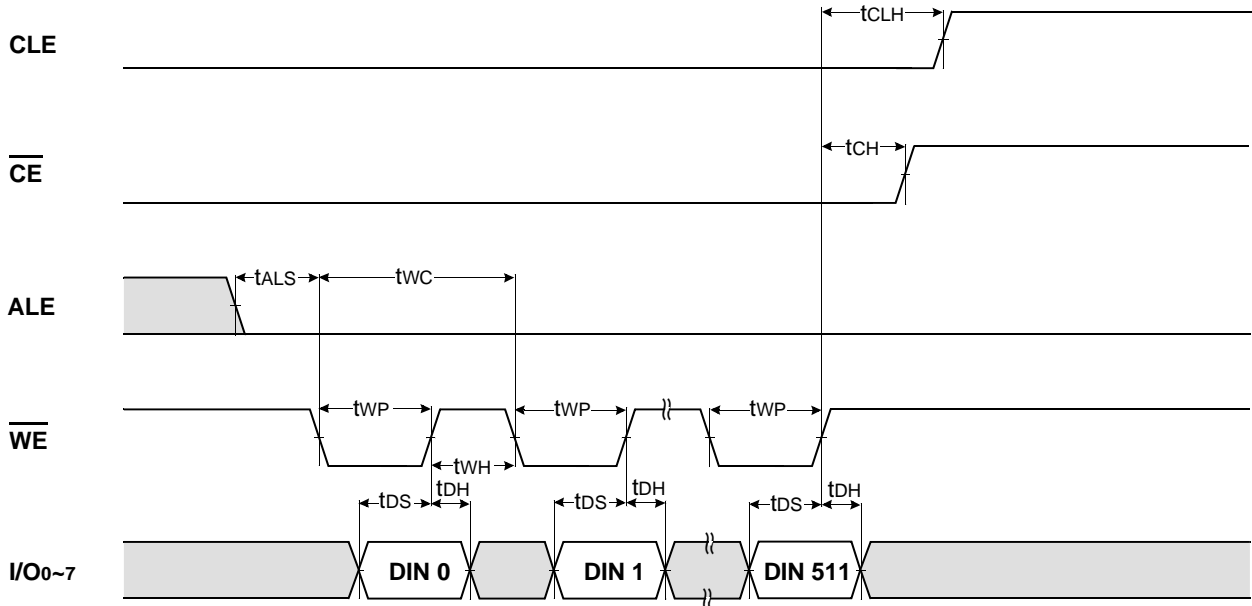 tCLH
CLE
tCH
CE
tALS
tWC
ALE
tWP
tWP
tWP
WE
tWH
tDS
tDH
tDS
tDH
tDS
tDH
I/O0~7
DIN 0
DIN 1
DIN 511